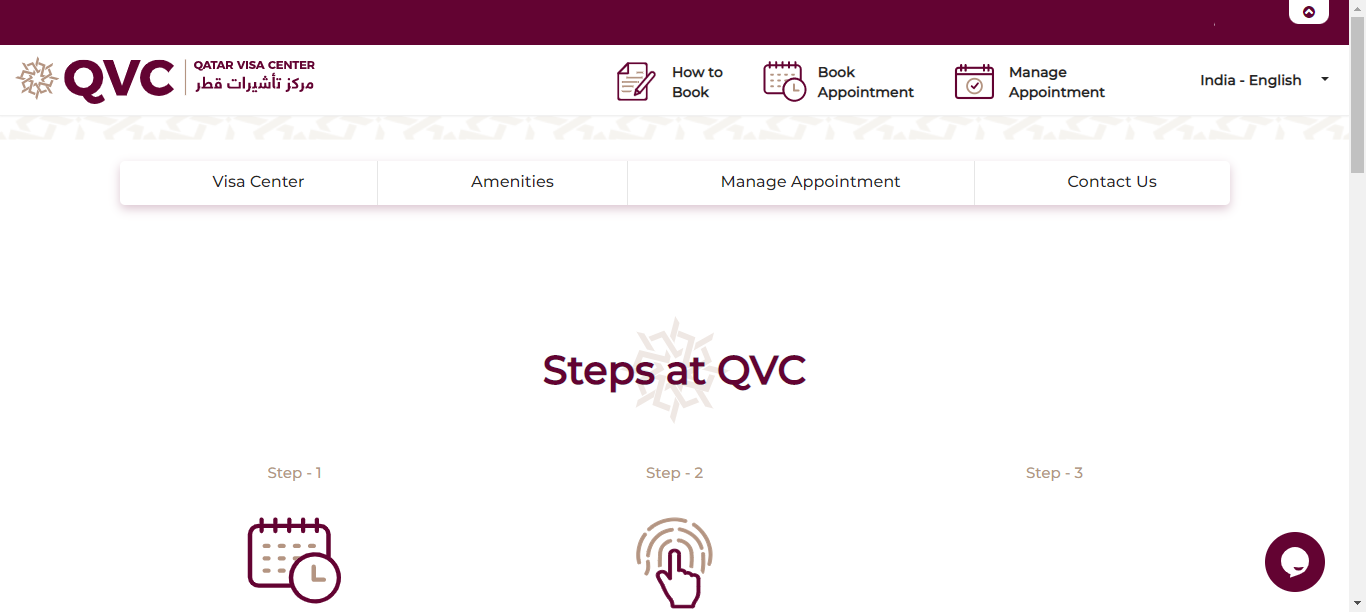 QVC
QATAR VISA CENTER
مركز تأشيرات قطر
How to
Book
Book
Appointment
Manage
Appointment
India - English
Visa Center
Amenities
Manage Appointment
Contact Us
Steps at QVC
Step - 1
Step - 2
Step - 3